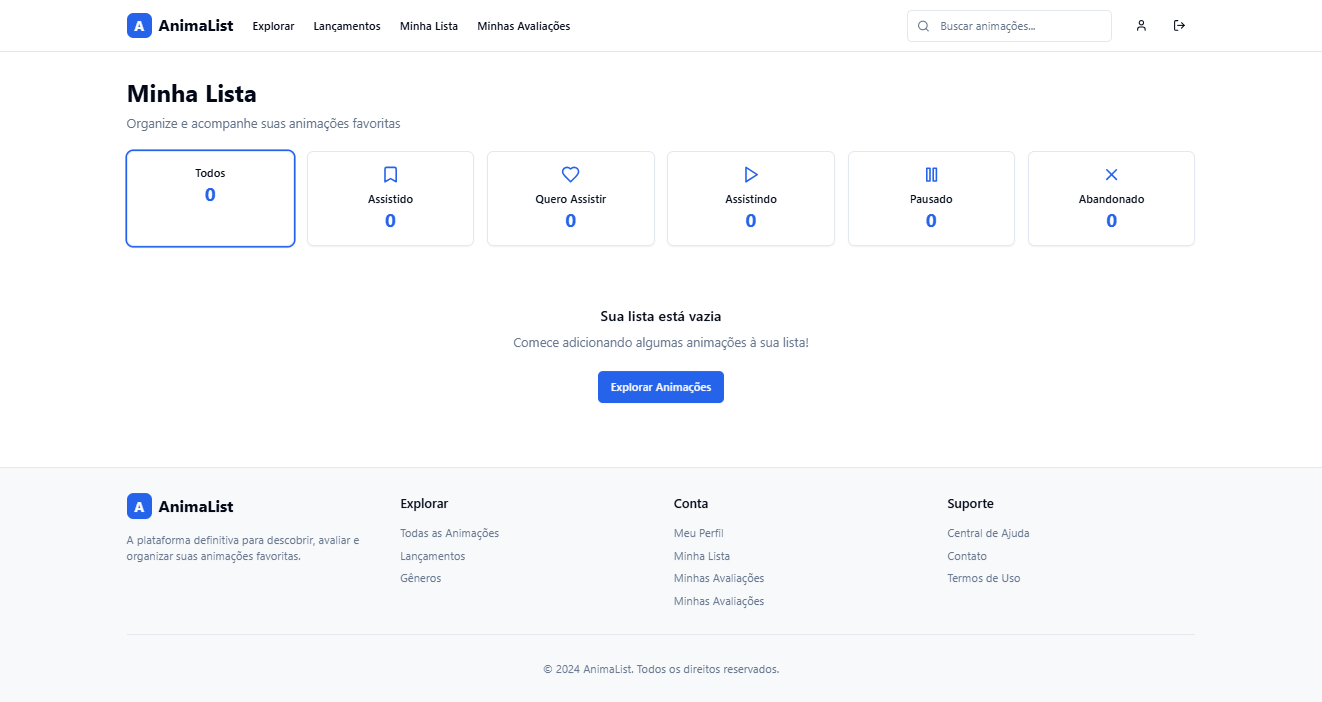 A AnimaList Explorar Lançamentos Minha Lista Minhas Avaliações Buscar animações...
Minha Lista
Organize e acompanhe suas animações favoritas
Todos
0
Assistido
0
Quero Assistir
0
Assistindo
0
Pausado
0
Abandonado
0
Sua lista está vazia
Comece adicionando algumas animações à sua lista!
Explorar Animações
A AnimaList
A plataforma definitiva para descobrir, avaliar e
organizar suas animações favoritas.
Explorar
Todas as Animações
Lançamentos
Gêneros
Conta
Meu Perfil
Minha Lista
Minhas Avaliações
Minhas Avaliações
Suporte
Central de Ajuda
Contato
Termos de Uso
© 2024 AnimaList. Todos os direitos reservados.